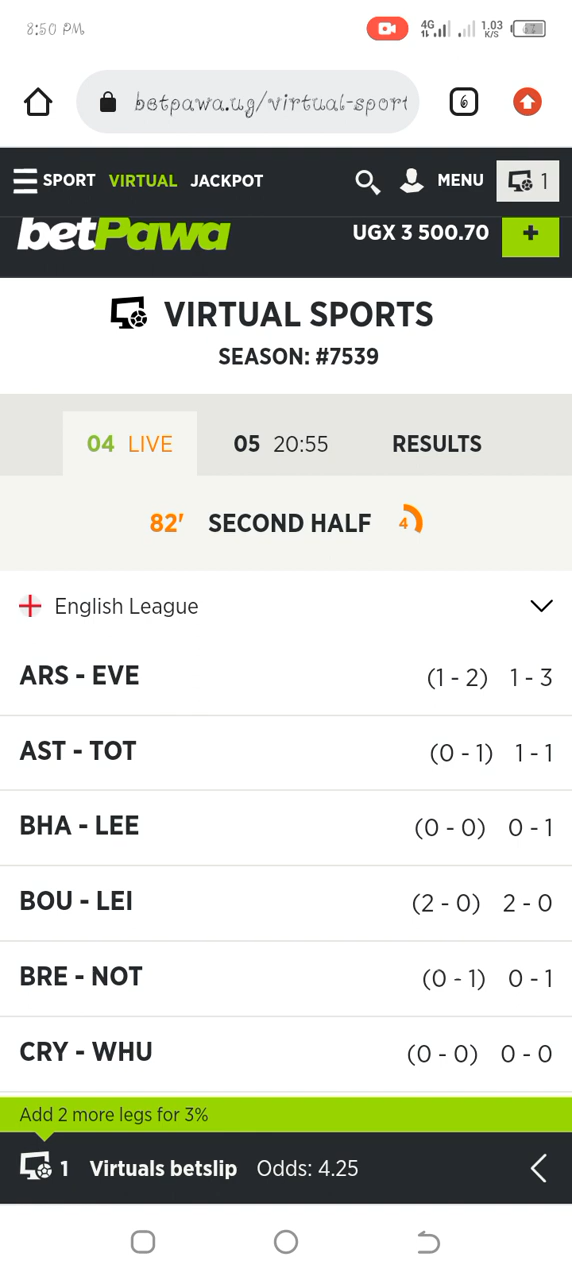 8:50 PM 4G 1.03 K/S
betpawa.ug/virtual-sport 6
SPORT VIRTUAL JACKPOT MENU 1
betPawa UGX 3 500.70 +
VIRTUAL SPORTS
SEASON: #7539
04 LIVE 05 20:55 RESULTS
82' SECOND HALF 4
English League
ARS - EVE (1 - 2) 1 - 3
AST - TOT (0 - 1) 1 - 1
BHA - LEE (0 - 0) 0 - 1
BOU - LEI (2 - 0) 2 - 0
BRE - NOT (0 - 1) 0 - 1
CRY - WHU (0 - 0) 0 - 0
Add 2 more legs for 3%
1 Virtuals betslip Odds: 4.25